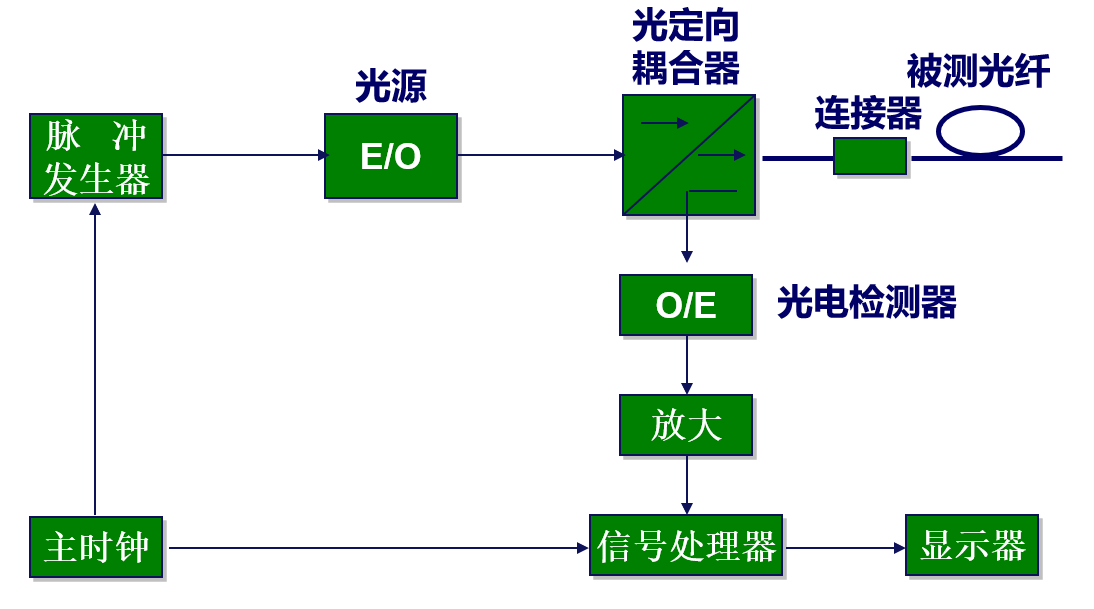 光定向
耦合器
光源
被测光纤
连接器
脉 冲
发生器
E/O
O/E
光电检测器
放大
主时钟
信号处理器
显示器